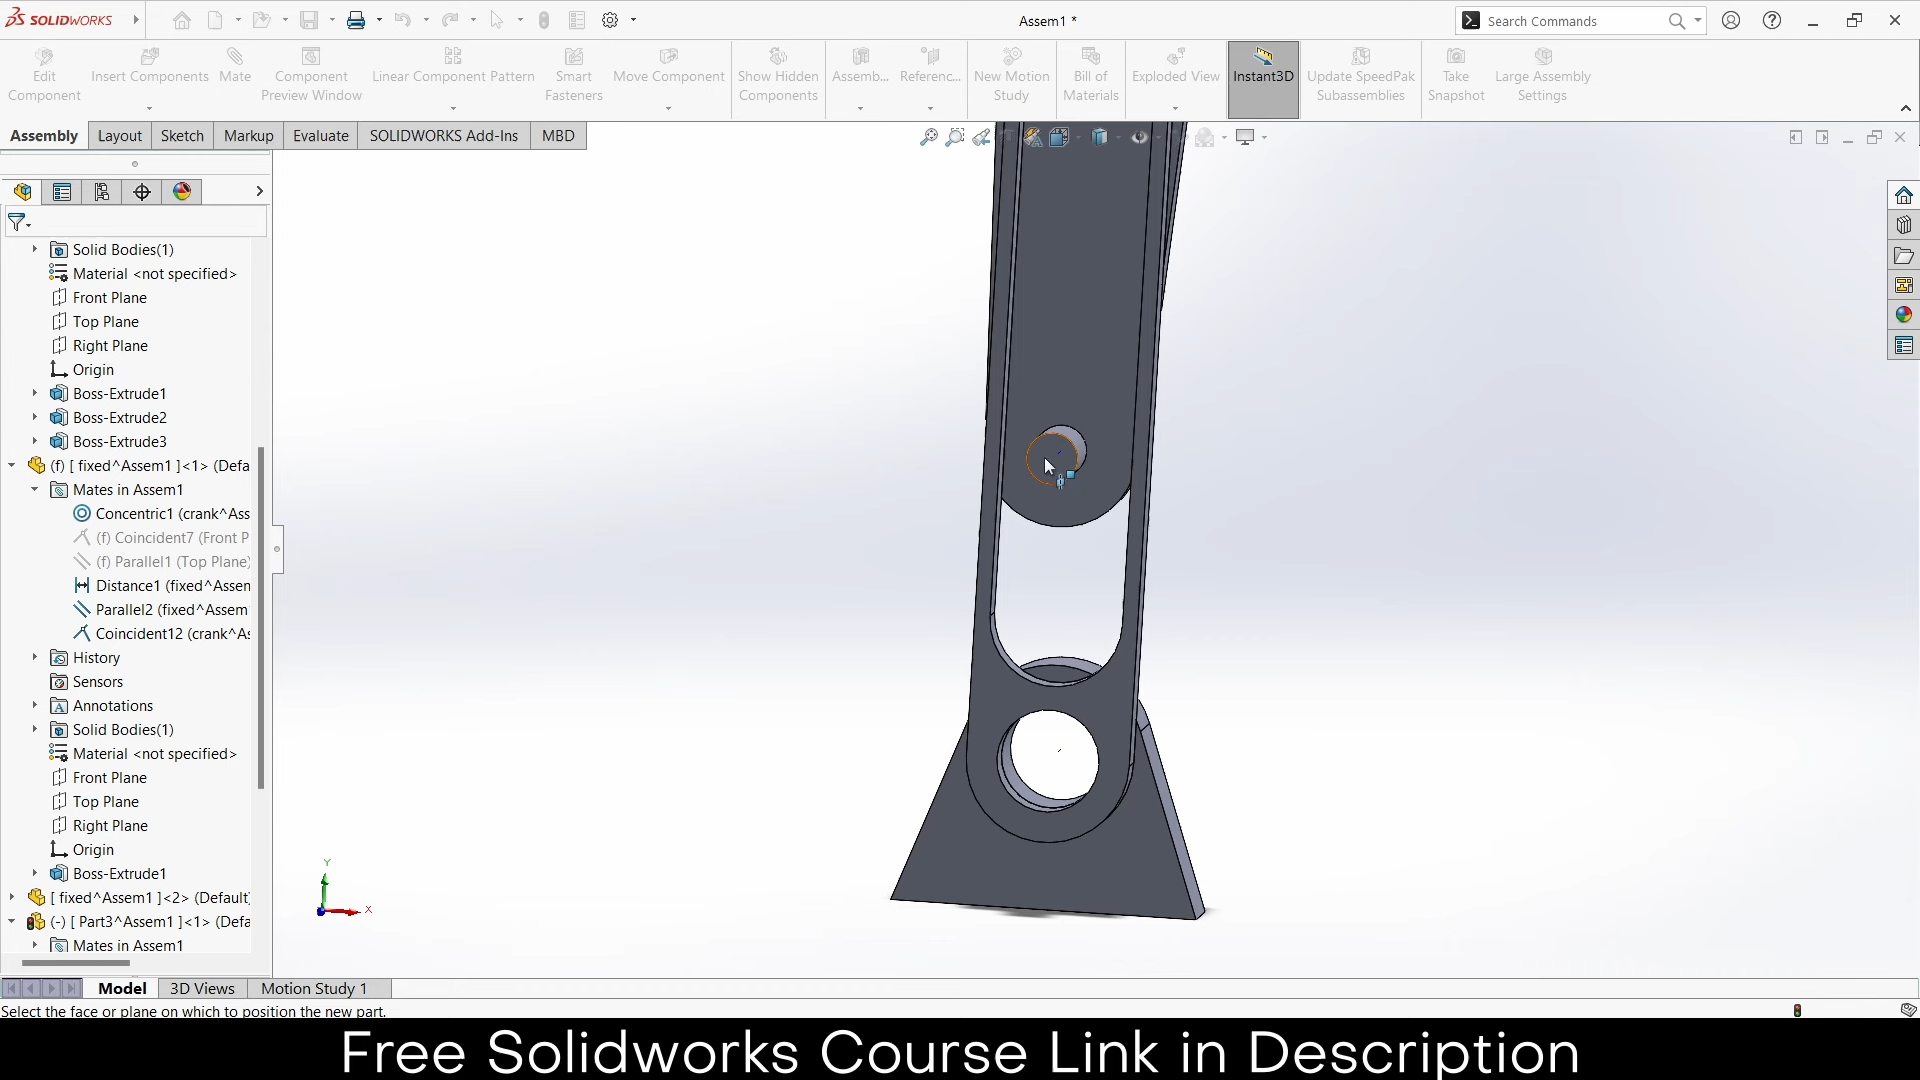 SOLIDWORKS
Assem1 *
Search Commands
Edit Component
Insert Components
Mate
Component Preview Window
Linear Component Pattern
Smart Fasteners
Move Component
Show Hidden Components
Assemb...
Referenc...
New Motion Study
Bill of Materials
Exploded View
Instant3D
Update SpeedPak Subassemblies
Take Snapshot
Large Assembly Settings
Assembly
Layout
Sketch
Markup
Evaluate
SOLIDWORKS Add-Ins
MBD
Solid Bodies(1)
Material <not specified>
Front Plane
Top Plane
Right Plane
Origin
Boss-Extrude1
Boss-Extrude2
Boss-Extrude3
(f) [ fixed^Assem1 ]<1> (Defa
Mates in Assem1
Concentric1 (crank^Ass
(f) Coincident7 (Front P
(f) Parallel1 (Top Plane)
Distance1 (fixed^Assen
Parallel2 (fixed^Assem
Coincident12 (crank^As
History
Sensors
Annotations
Solid Bodies(1)
Material <not specified>
Front Plane
Top Plane
Right Plane
Origin
Boss-Extrude1
[ fixed^Assem1 ]<2> (Default)
(-) [ Part3^Assem1 ]<1> (Defa
Mates in Assem1
Y
X
Model
3D Views
Motion Study 1
Select the face or plane on which to position the new part.
Free Solidworks Course Link in Description